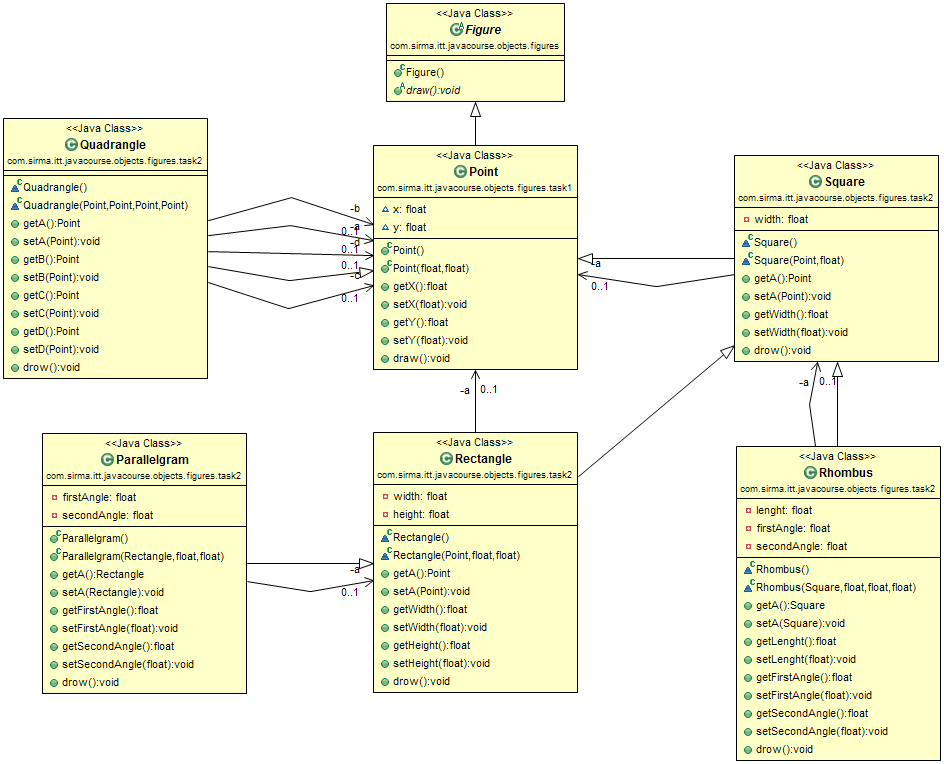 <<Java Class>>
Figure
com.sirma.itt.javacourse.objects.figures
Figure()
draw():void
<<Java Class>>
Quadrangle
com.sirma.itt.javacourse.objects.figures.task2
Quadrangle()
Quadrangle(Point,Point,Point,Point)
getA():Point
setA(Point):void
getB():Point
setB(Point):void
getC():Point
setC(Point):void
getD():Point
setD(Point):void
drow():void
-b
-a
0..1
-d
0..1
0..1
-c
0..1
<<Java Class>>
Point
com.sirma.itt.javacourse.objects.figures.task1
x: float
y: float
Point()
Point(float,float)
getX():float
setX(float):void
getY():float
setY(float):void
draw():void
-a
0..1
<<Java Class>>
Square
com.sirma.itt.javacourse.objects.figures.task2
width: float
Square()
Square(Point,float)
getA():Point
setA(Point):void
getWidth():float
setWidth(float):void
drow():void
-a 0..1
-a 0..1
<<Java Class>>
Parallelgram
com.sirma.itt.javacourse.objects.figures.task2
firstAngle: float
secondAngle: float
Parallelgram()
Parallelgram(Rectangle,float,float)
getA():Rectangle
setA(Rectangle):void
getFirstAngle():float
setFirstAngle(float):void
getSecondAngle():float
setSecondAngle(float):void
drow():void
-a
0..1
<<Java Class>>
Rectangle
com.sirma.itt.javacourse.objects.figures.task2
width: float
height: float
Rectangle()
Rectangle(Point,float,float)
getA():Point
setA(Point):void
getWidth():float
setWidth(float):void
getHeight():float
setHeight(float):void
drow():void
<<Java Class>>
Rhombus
com.sirma.itt.javacourse.objects.figures.task2
lenght: float
firstAngle: float
secondAngle: float
Rhombus()
Rhombus(Square,float,float,float)
getA():Square
setA(Square):void
getLenght():float
setLenght(float):void
getFirstAngle():float
setFirstAngle(float):void
getSecondAngle():float
setSecondAngle(float):void
drow():void